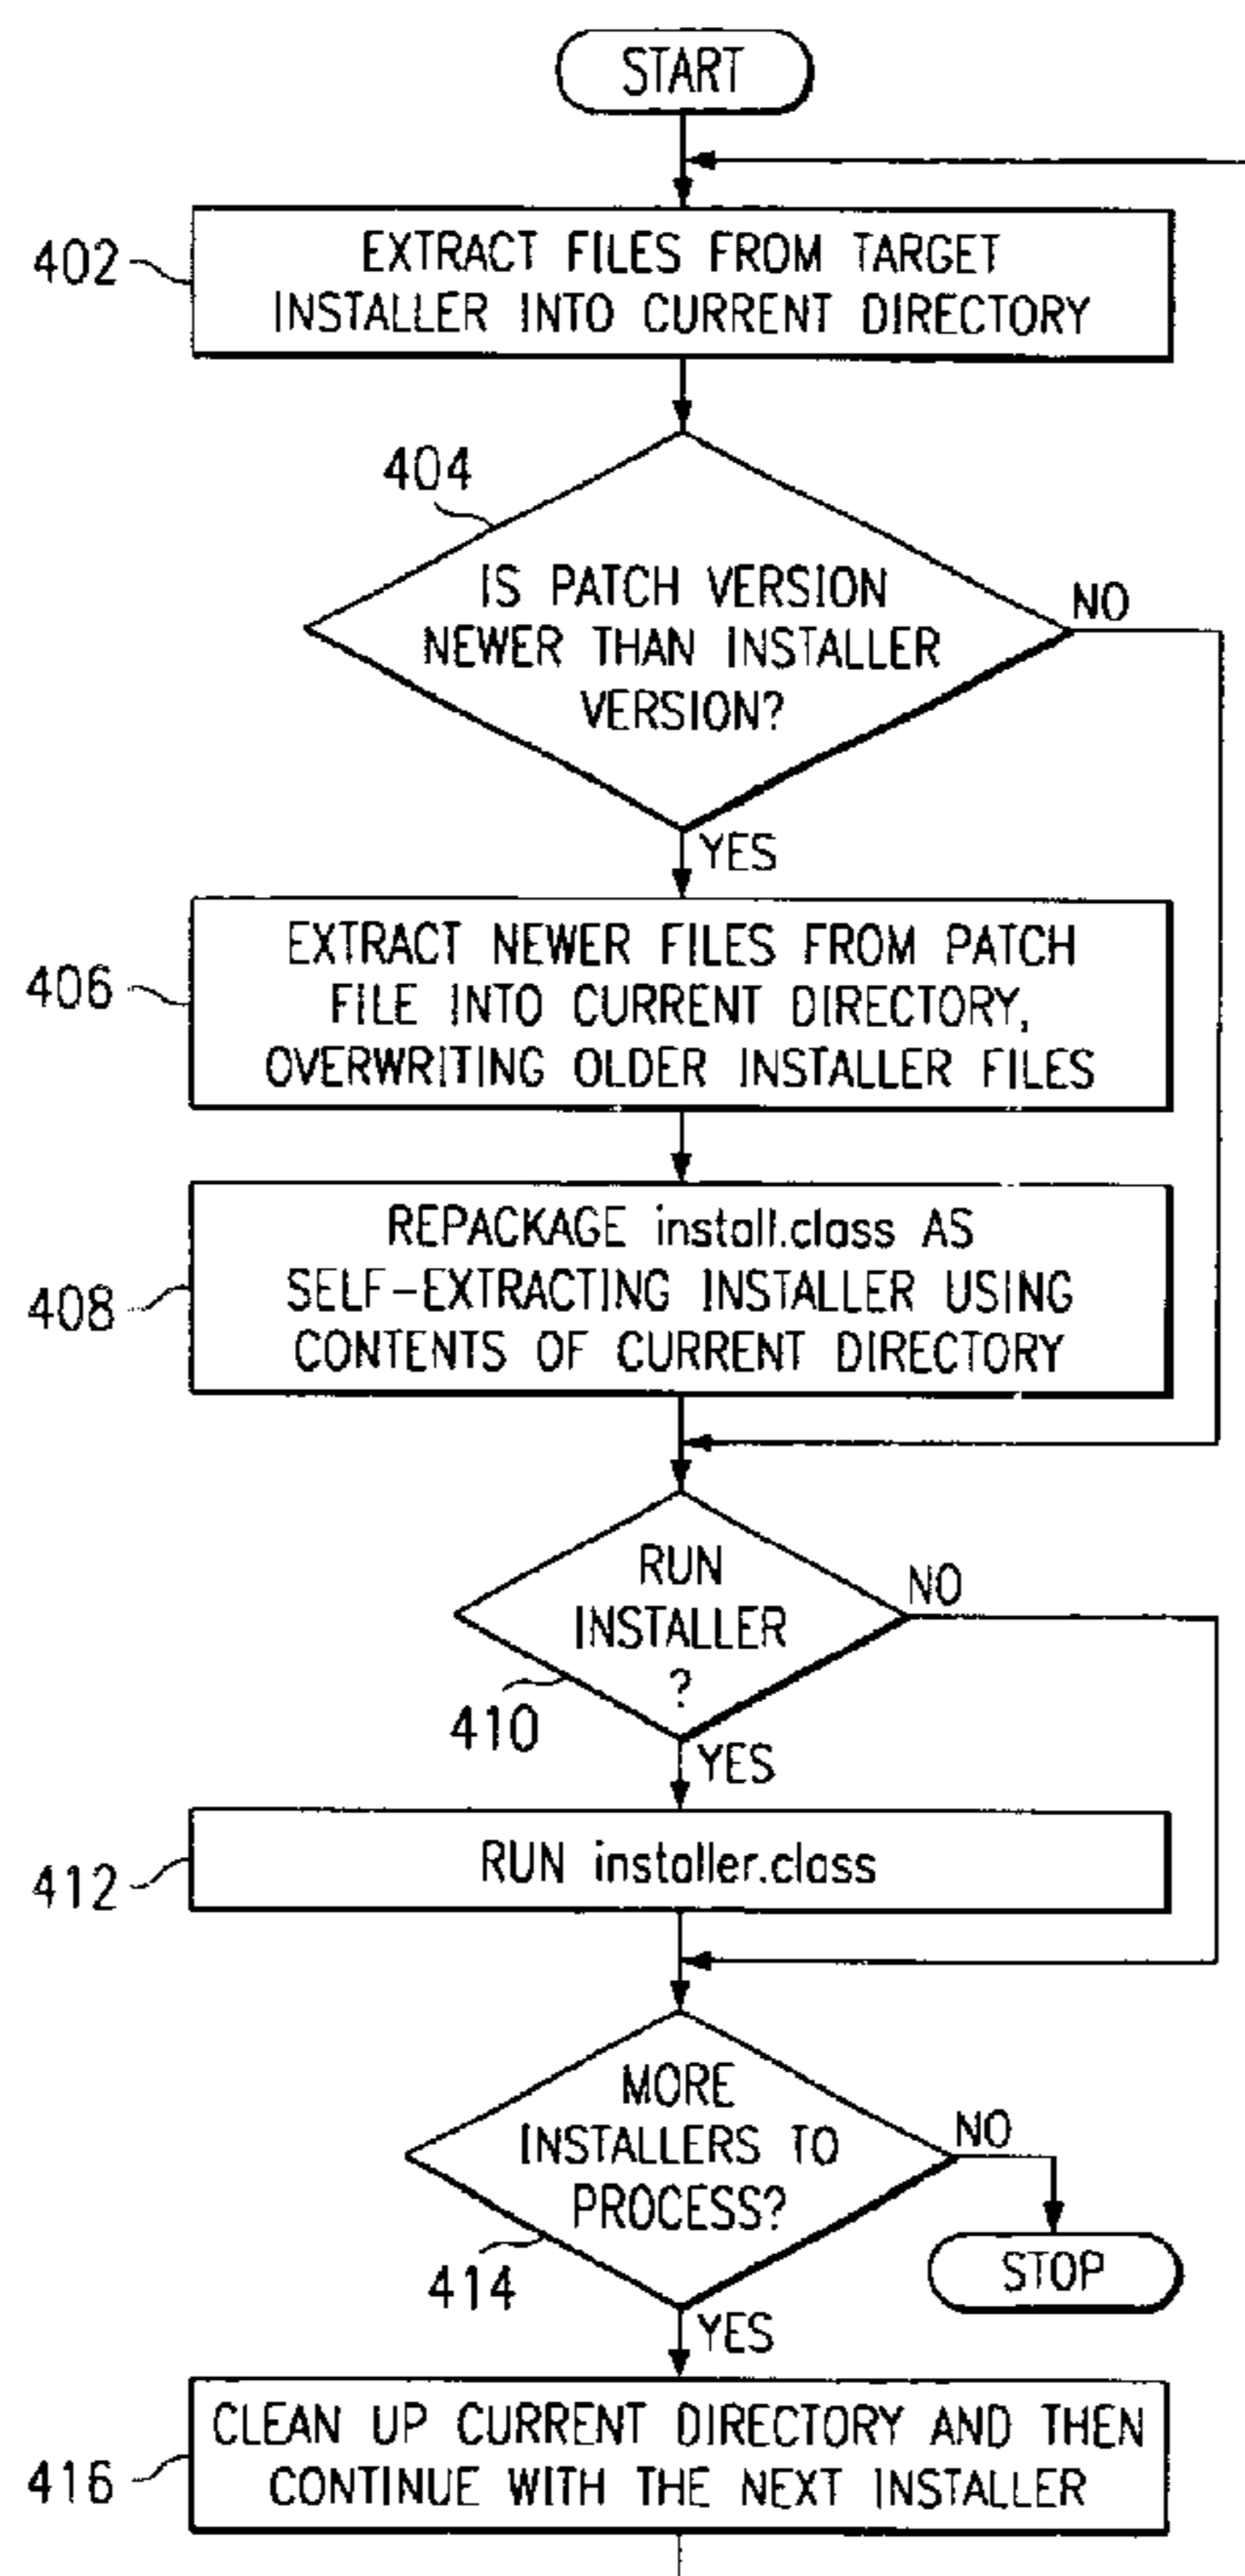 START
402
EXTRACT FILES FROM TARGET
INSTALLER INTO CURRENT DIRECTORY
404
IS PATCH VERSION
NEWER THAN INSTALLER
VERSION?
NO
YES
406
EXTRACT NEWER FILES FROM PATCH
FILE INTO CURRENT DIRECTORY,
OVERWRITING OLDER INSTALLER FILES
408
REPACKAGE install.class AS
SELF-EXTRACTING INSTALLER USING
CONTENTS OF CURRENT DIRECTORY
RUN
INSTALLER
?
NO
410
YES
412
RUN installer.class
MORE
INSTALLERS TO
PROCESS?
NO
STOP
414
YES
416
CLEAN UP CURRENT DIRECTORY AND THEN
CONTINUE WITH THE NEXT INSTALLER